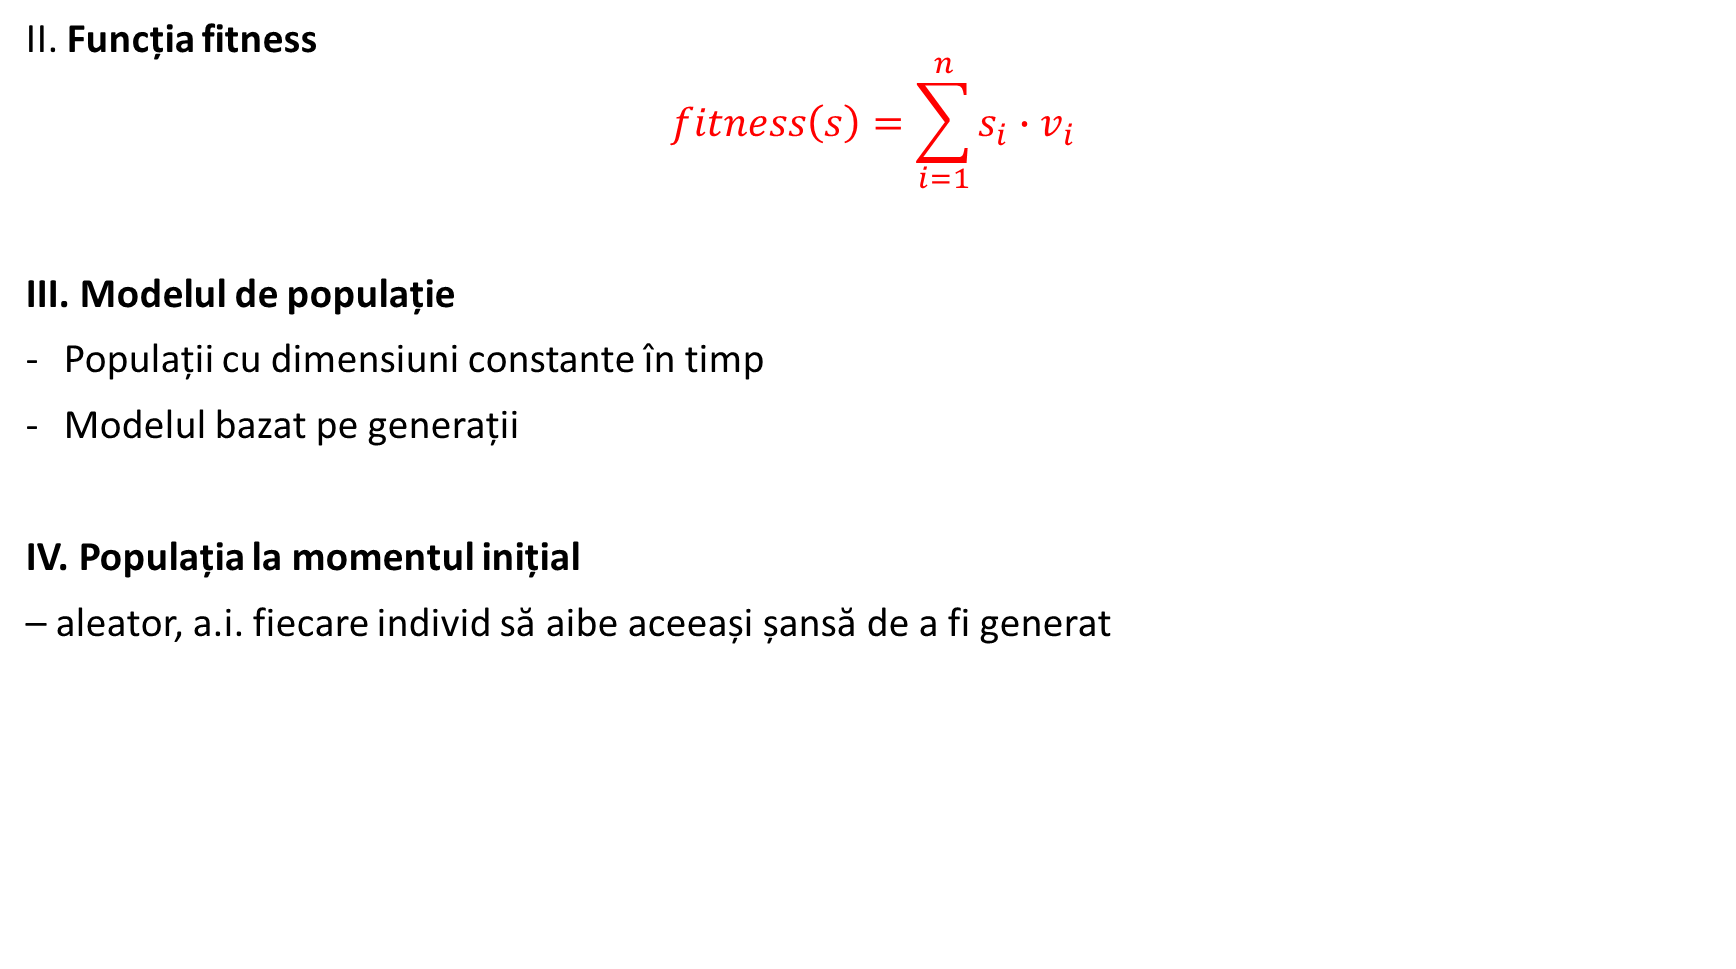 II. Funcția fitness
fitness(s) = \sum_{i=1}^{n} s_i · v_i
III. Modelul de populație
- Populații cu dimensiuni constante în timp
- Modelul bazat pe generații
IV. Populația la momentul inițial
– aleator, a.i. fiecare individ să aibe aceeași șansă de a fi generat